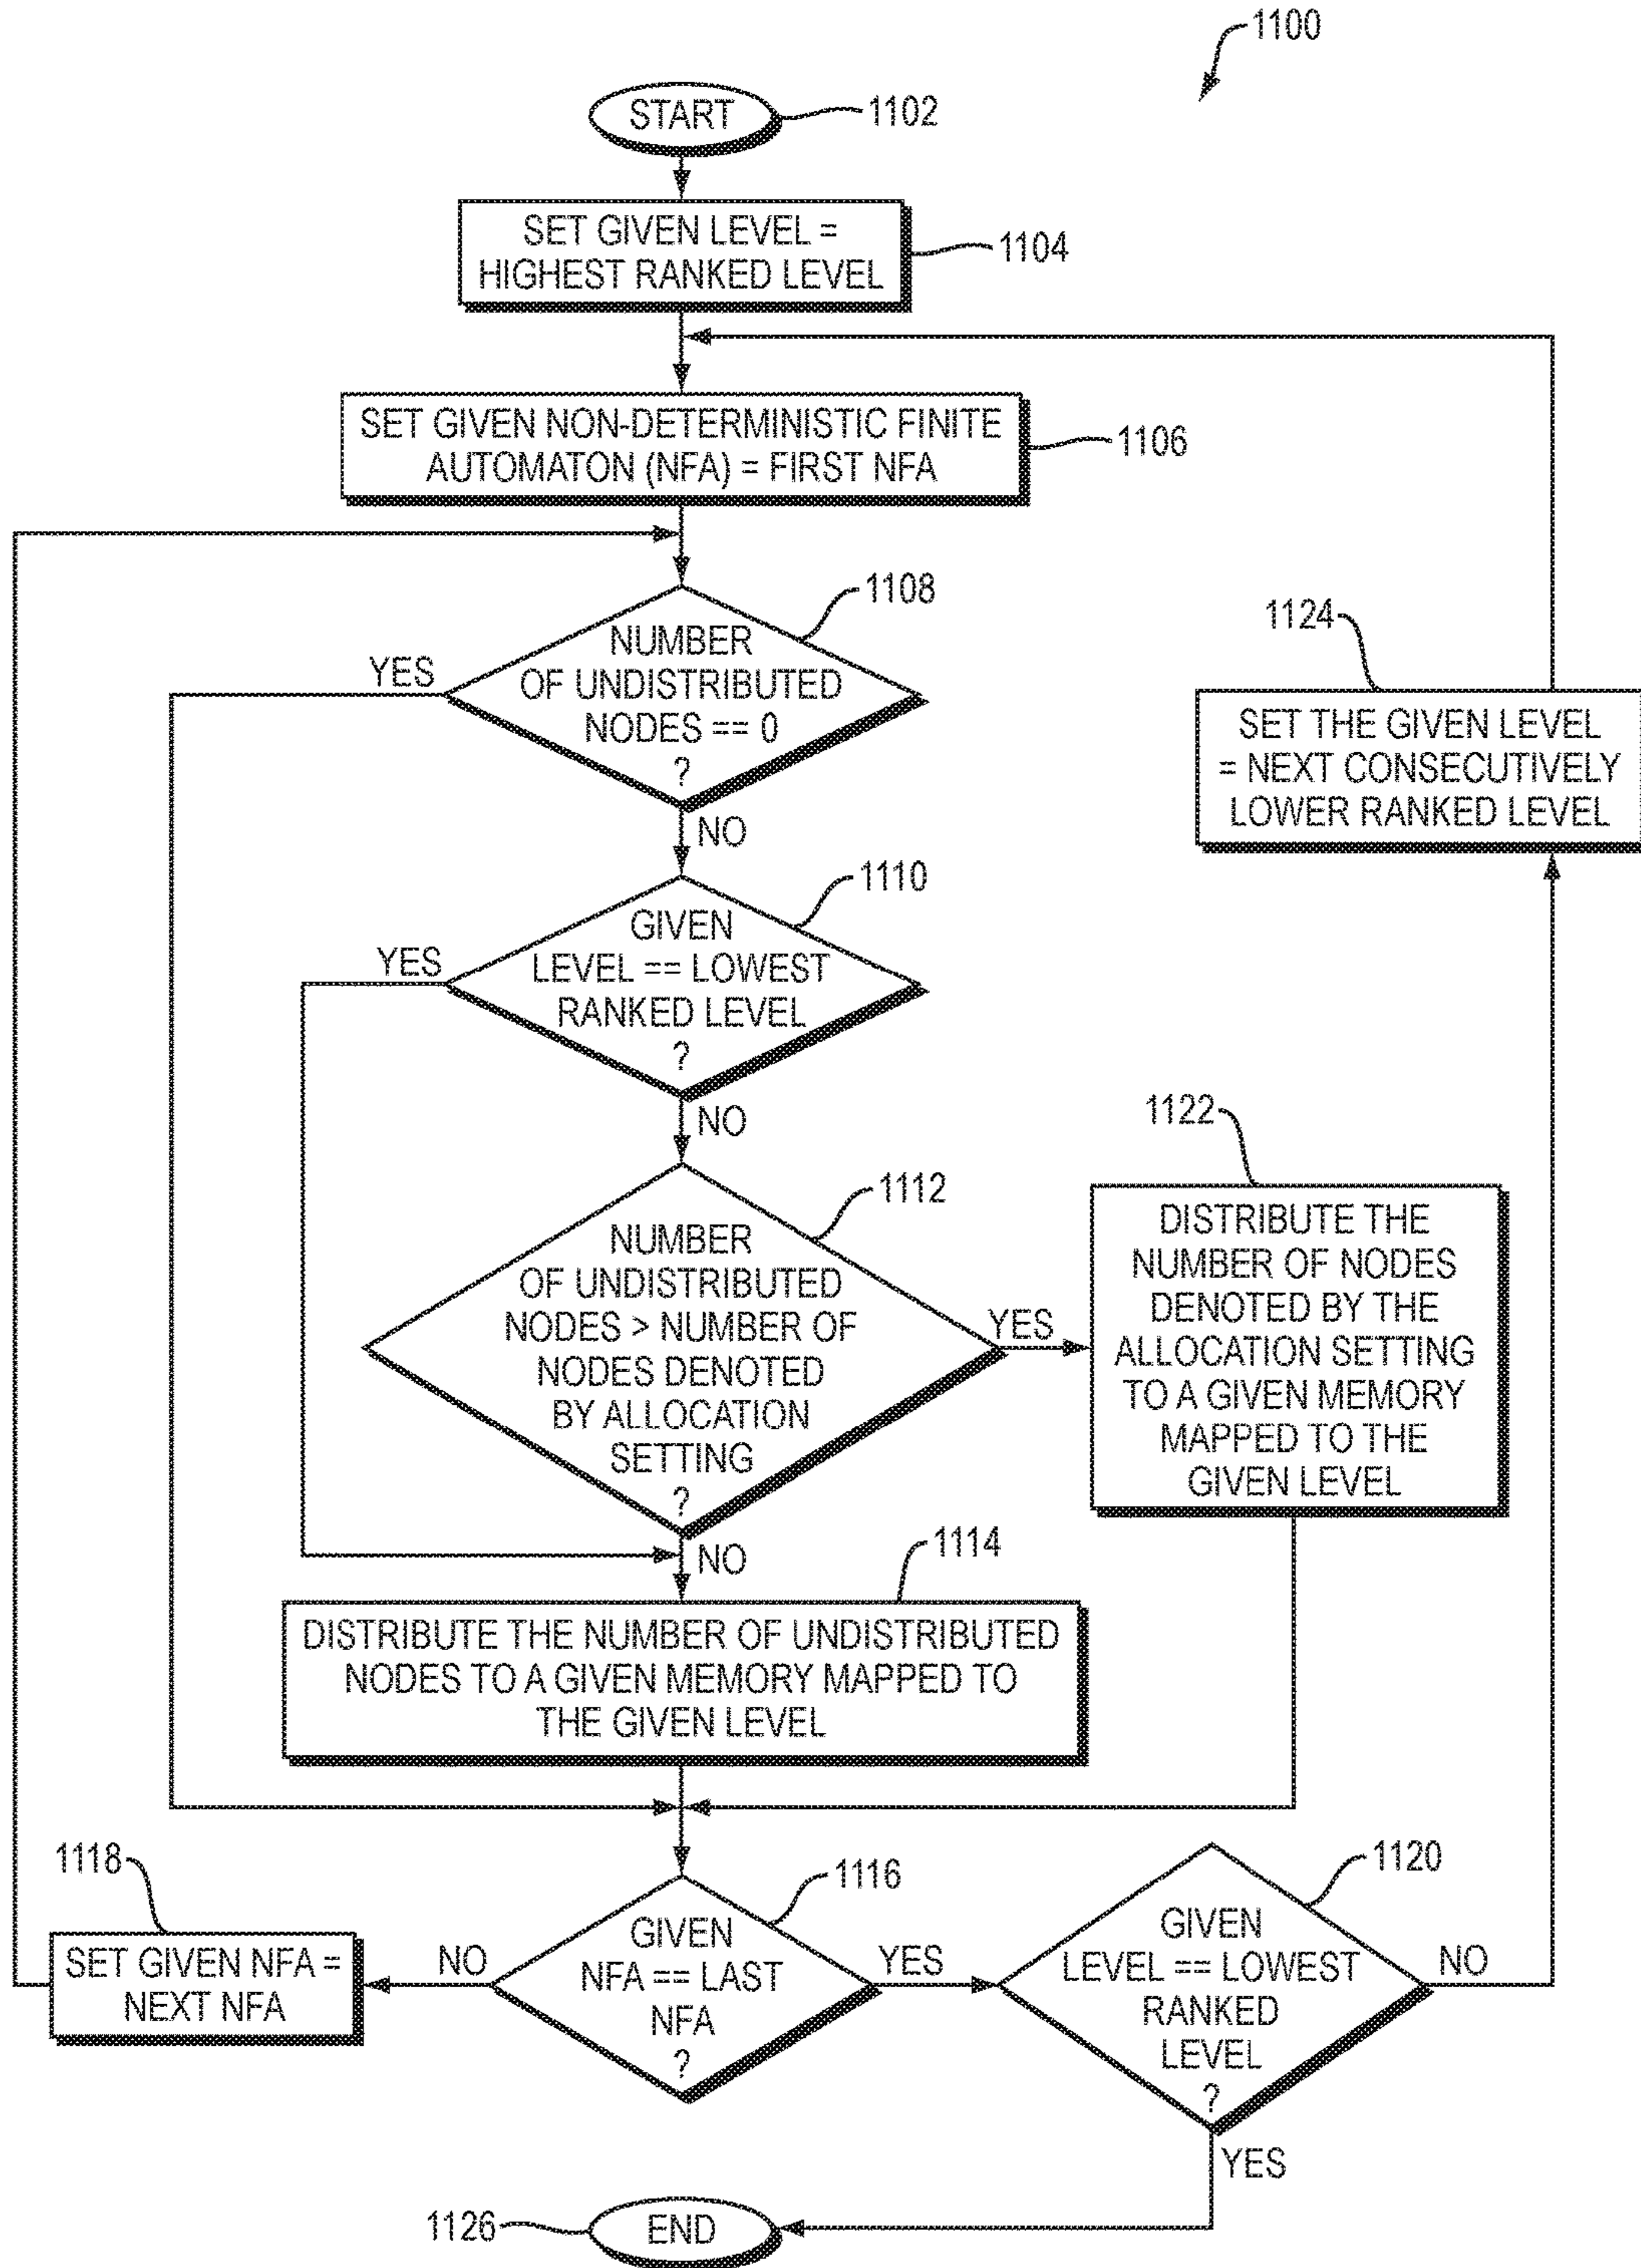 1100
START
1102
SET GIVEN LEVEL =
HIGHEST RANKED LEVEL
1104
SET GIVEN NON-DETERMINISTIC FINITE
AUTOMATON (NFA) = FIRST NFA
1106
1108
NUMBER
OF UNDISTRIBUTED
NODES == 0
?
YES
NO
1124
SET THE GIVEN LEVEL
= NEXT CONSECUTIVELY
LOWER RANKED LEVEL
1110
GIVEN
LEVEL == LOWEST
RANKED LEVEL
?
YES
NO
1112
NUMBER
OF UNDISTRIBUTED
NODES > NUMBER OF
NODES DENOTED
BY ALLOCATION
SETTING
?
YES
NO
1122
DISTRIBUTE THE
NUMBER OF NODES
DENOTED BY THE
ALLOCATION SETTING
TO A GIVEN MEMORY
MAPPED TO THE
GIVEN LEVEL
1114
DISTRIBUTE THE NUMBER OF UNDISTRIBUTED
NODES TO A GIVEN MEMORY MAPPED TO
THE GIVEN LEVEL
1118
SET GIVEN NFA =
NEXT NFA
NO
1116
GIVEN
NFA == LAST
NFA
?
YES
1120
GIVEN
LEVEL == LOWEST
RANKED
LEVEL
?
NO
YES
1126
END